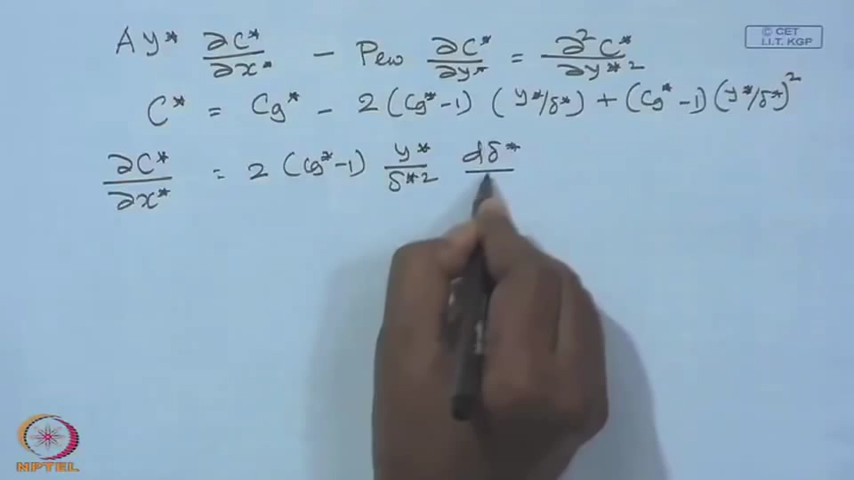 © CET
I.I.T. KGP
Ay* ∂C*/∂x* - Pew ∂C*/∂y* = ∂²C*/∂y*²
C* = Cg* - 2(Cg*-1) (y*/δ*) + (Cg*-1)(y*/δ*)²
∂C*/∂x* = 2 (Cg*-1) y*/δ*² dδ*/
NPTEL